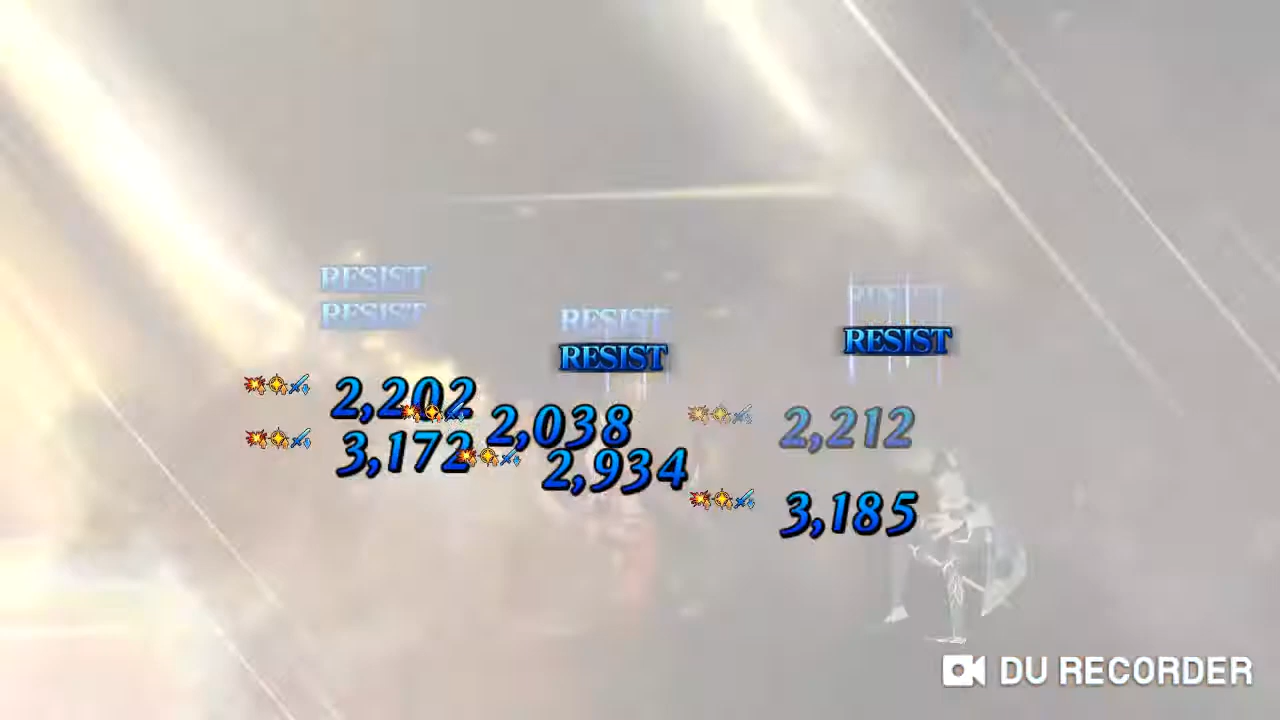 RESIST
RESIST
RESIST
RESIST
RESIST
RESIST
2,202
2,038
2,212
3,172
2,934
3,185
DU RECORDER